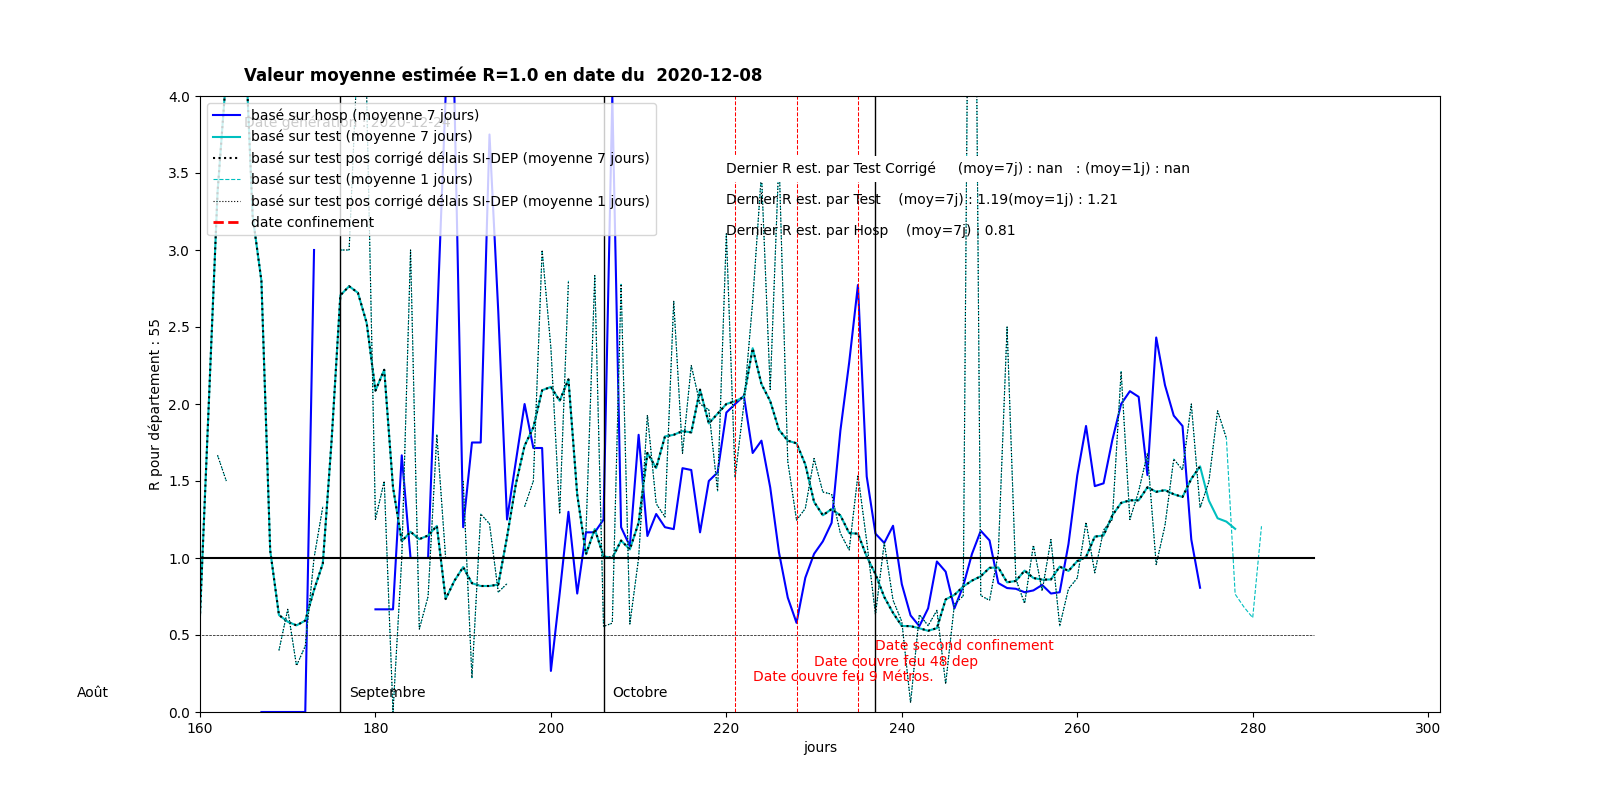 Valeur moyenne estimée R=1.0 en date du  2020-12-08
4.0
3.5
3.0
2.5
2.0
1.5
1.0
0.5
0.0
R pour département : 55
basé sur hosp (moyenne 7 jours)
basé sur test (moyenne 7 jours)
basé sur test pos corrigé délais SI-DEP (moyenne 7 jours)
basé sur test (moyenne 1 jours)
basé sur test pos corrigé délais SI-DEP (moyenne 1 jours)
date confinement
Dernier R est. par Test Corrigé     (moy=7j) : nan   : (moy=1j) : nan
Dernier R est. par Test    (moy=7j) : 1.19(moy=1j) : 1.21
Dernier R est. par Hosp    (moy=7j) : 0.81
Date second confinement
Date couvre feu 48 dep
Date couvre feu 9 Métros.
Août
Septembre
Octobre
160 180 200 220 240 260 280 300
jours